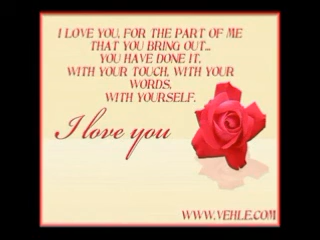 I LOVE YOU, FOR THE PART OF ME
THAT YOU BRING OUT...
YOU HAVE DONE IT,
WITH YOUR TOUCH, WITH YOUR
WORDS,
WITH YOURSELF.
I love you
WWW.VEHLE.COM